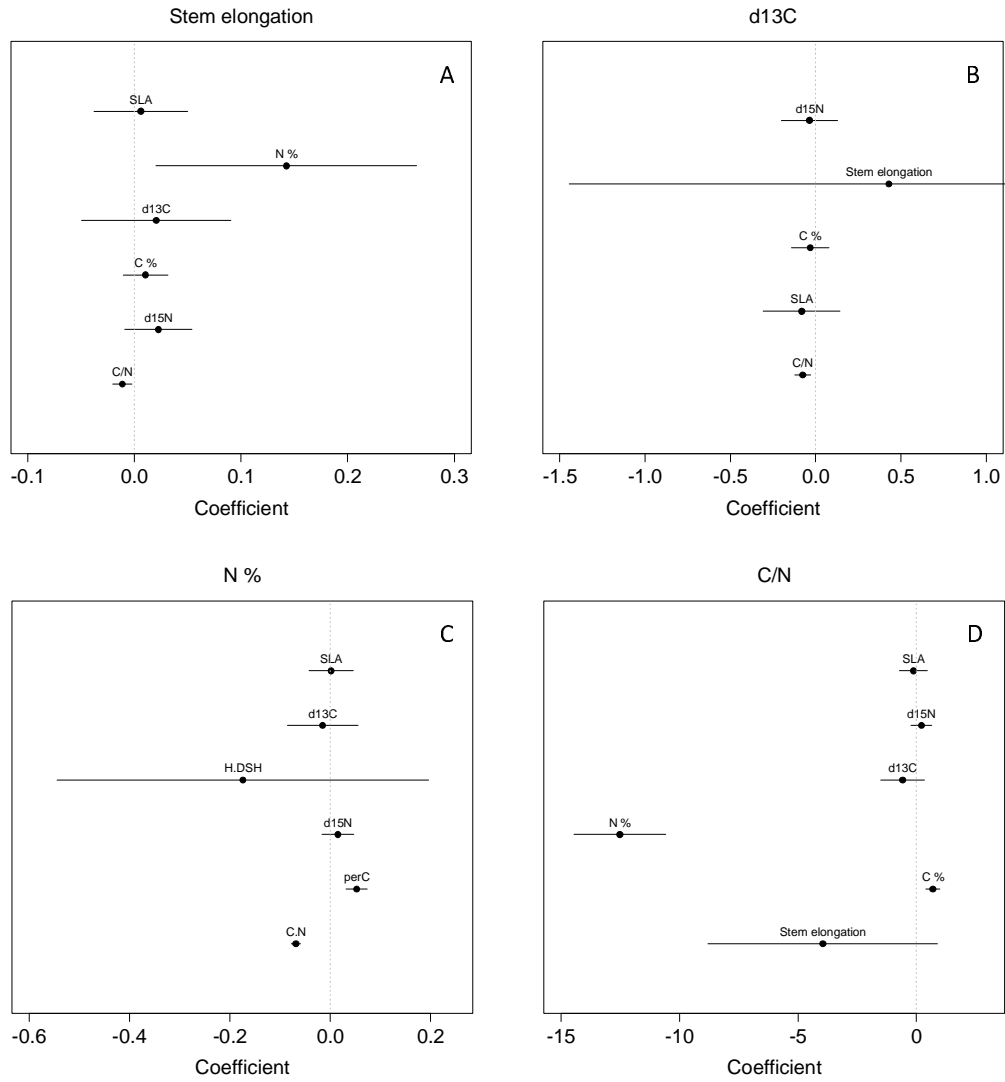 Stem elongation
A
SLA
N %
d13C
C %
d15N
C/N
-0.1 0.0 0.1 0.2 0.3
Coefficient
d13C
B
d15N
Stem elongation
C %
SLA
C/N
-1.5 -1.0 -0.5 0.0 0.5 1.0
Coefficient
N %
C
SLA
d13C
H.DSH
d15N
perC
C.N
-0.6 -0.4 -0.2 0.0 0.2
Coefficient
C/N
D
SLA
d15N
d13C
N %
C %
Stem elongation
-15 -10 -5 0
Coefficient